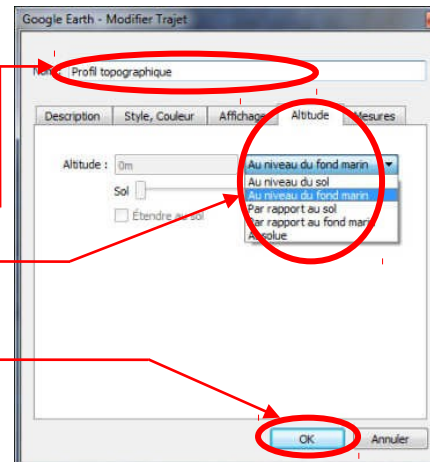 Google Earth - Modifier Trajet
Nom : Profil topographique
Description Style, Couleur Affichage Altitude Mesures
Altitude : 0m Au niveau du fond marin
Sol
Au niveau du sol
Au niveau du fond marin
Étendre au sol
Par rapport au sol
Par rapport au fond marin
Absolue
OK Annuler